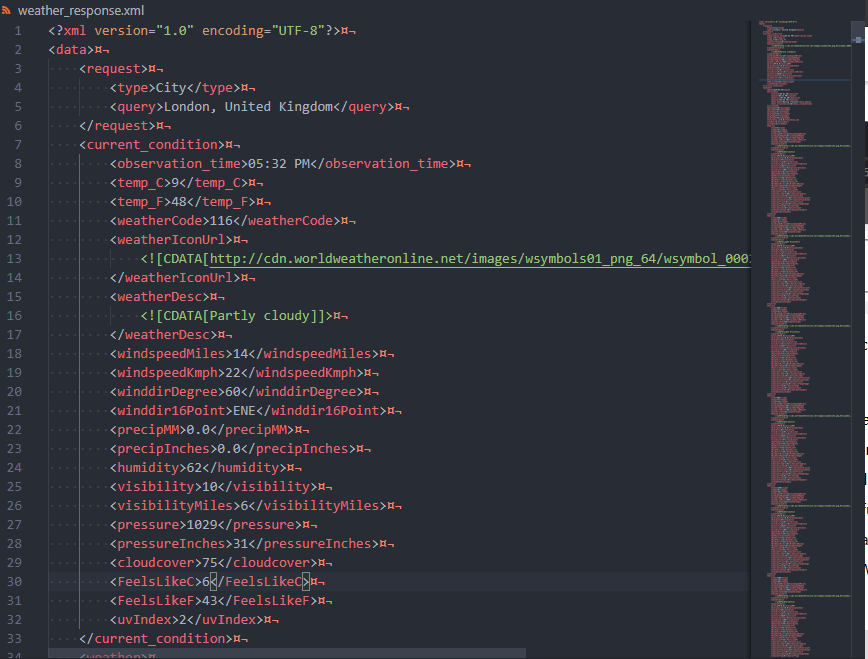 weather_response.xml
1 <?xml version="1.0" encoding="UTF-8"?>¤¬
2 <data>¤¬
3 ····<request>¤¬
4 ········<type>City</type>¤¬
5 ········<query>London, United Kingdom</query>¤¬
6 ····</request>¤¬
7 ····<current_condition>¤¬
8 ········<observation_time>05:32 PM</observation_time>¤¬
9 ········<temp_C>9</temp_C>¤¬
10 ········<temp_F>48</temp_F>¤¬
11 ········<weatherCode>116</weatherCode>¤¬
12 ········<weatherIconUrl>¤¬
13 ············<![CDATA[http://cdn.worldweatheronline.net/images/wsymbols01_png_64/wsymbol_000
14 ········</weatherIconUrl>¤¬
15 ········<weatherDesc>¤¬
16 ············<![CDATA[Partly cloudy]]>¤¬
17 ········</weatherDesc>¤¬
18 ········<windspeedMiles>14</windspeedMiles>¤¬
19 ········<windspeedKmph>22</windspeedKmph>¤¬
20 ········<winddirDegree>60</winddirDegree>¤¬
21 ········<winddir16Point>ENE</winddir16Point>¤¬
22 ········<precipMM>0.0</precipMM>¤¬
23 ········<precipInches>0.0</precipInches>¤¬
24 ········<humidity>62</humidity>¤¬
25 ········<visibility>10</visibility>¤¬
26 ········<visibilityMiles>6</visibilityMiles>¤¬
27 ········<pressure>1029</pressure>¤¬
28 ········<pressureInches>31</pressureInches>¤¬
29 ········<cloudcover>75</cloudcover>¤¬
30 ········<FeelsLikeC>6</FeelsLikeC>¤¬
31 ········<FeelsLikeF>43</FeelsLikeF>¤¬
32 ········<uvIndex>2</uvIndex>¤¬
33 ····</current_condition>¤¬
34 ····<weather>¤¬